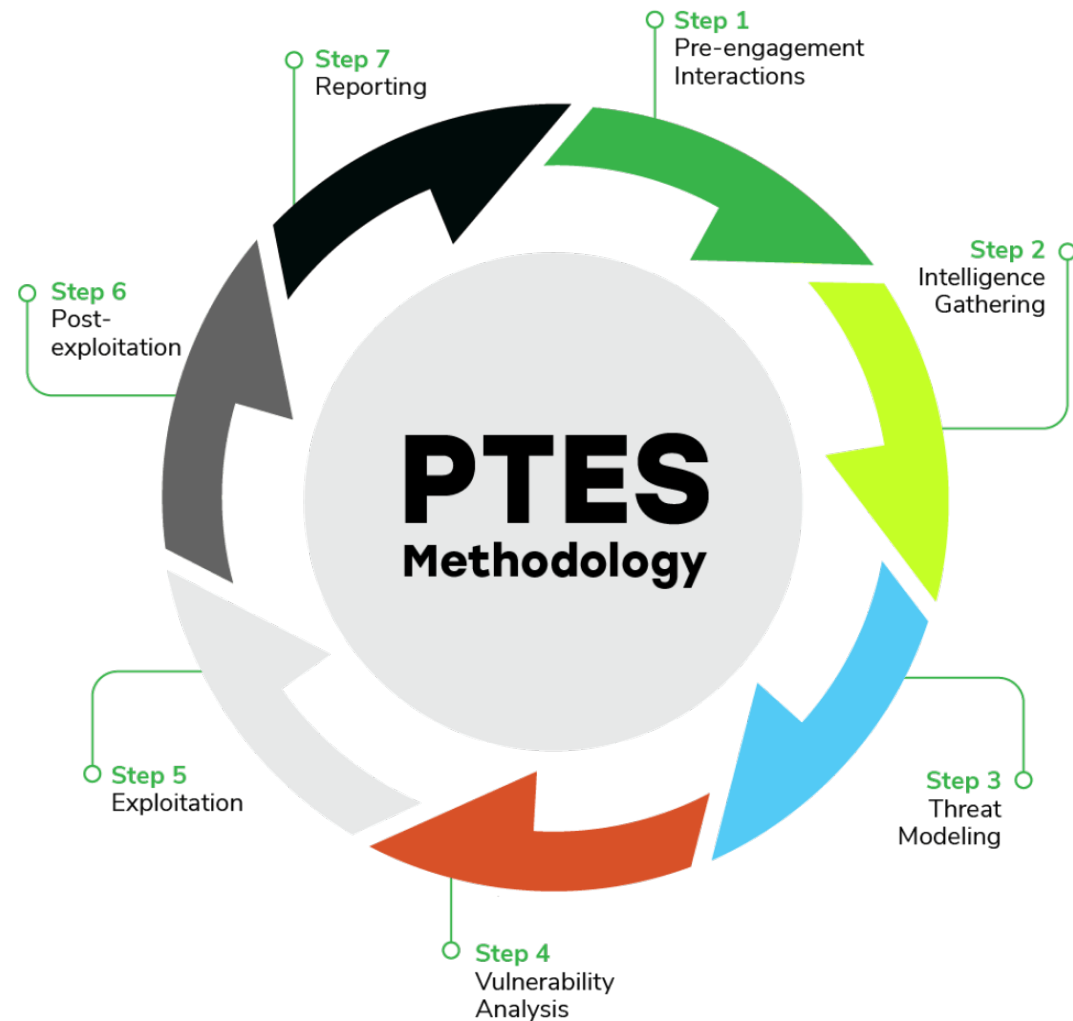 Step 1
Pre-engagement
Interactions
Step 2
Intelligence
Gathering
Step 3
Threat
Modeling
Step 4
Vulnerability
Analysis
Step 5
Exploitation
Step 6
Post-
exploitation
Step 7
Reporting
PTES
Methodology